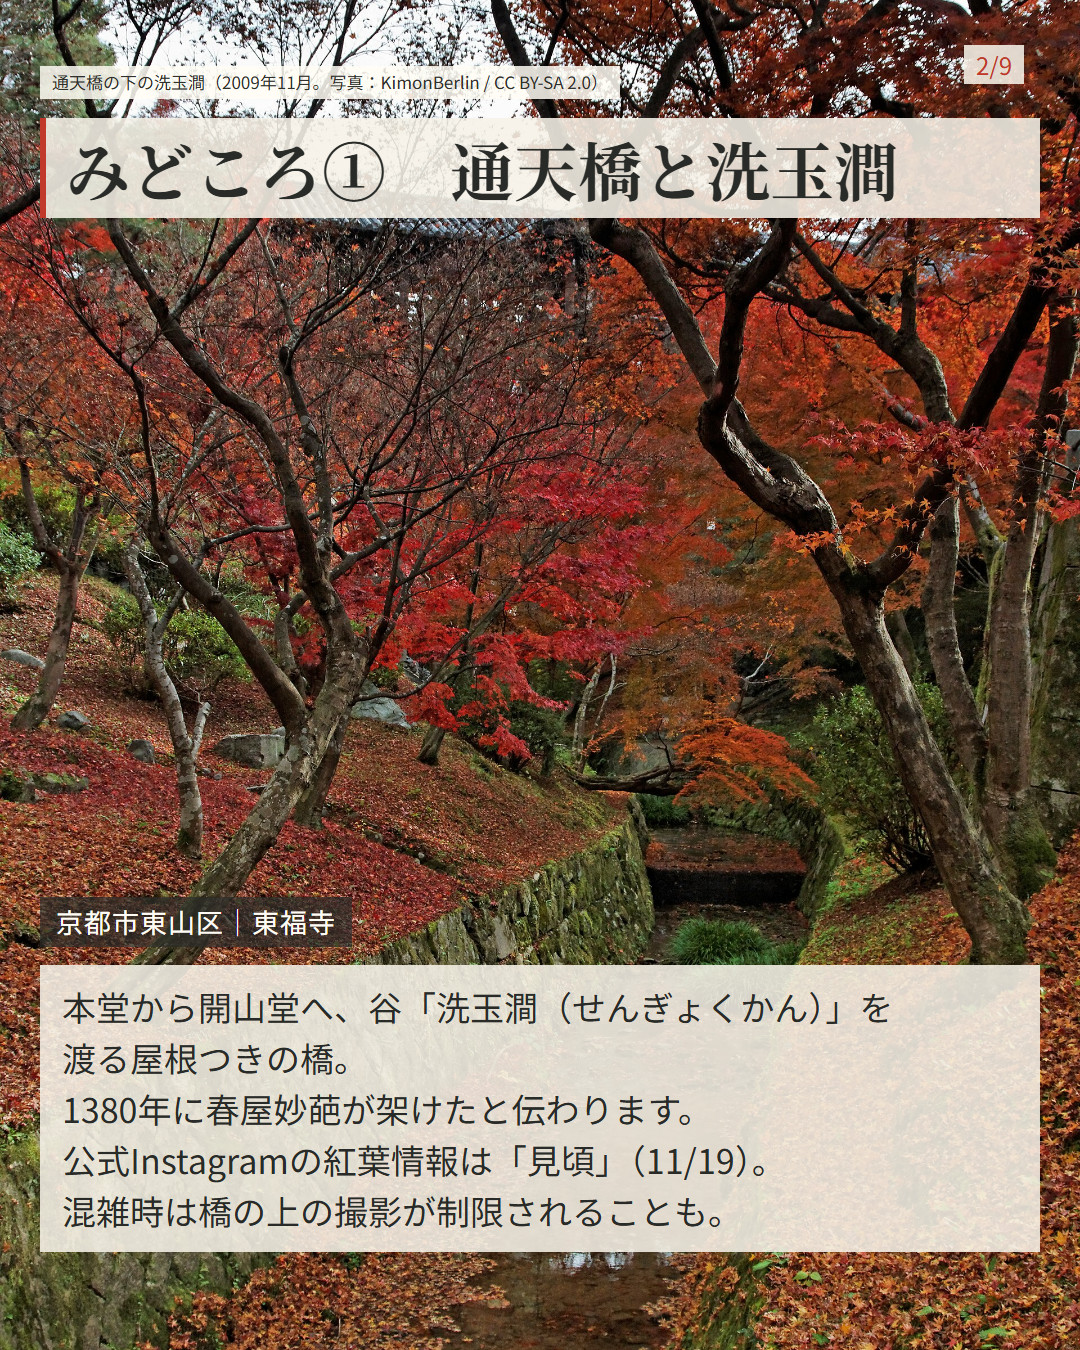 通天橋の下の洗玉澗（2009年11月。写真：KimonBerlin / CC BY-SA 2.0）
2/9
みどころ①　通天橋と洗玉澗
京都市東山区｜東福寺
本堂から開山堂へ、谷「洗玉澗（せんぎょくかん）」を
渡る屋根つきの橋。
1380年に春屋妙葩が架けたと伝わります。
公式Instagramの紅葉情報は「見頃」（11/19）。
混雑時は橋の上の撮影が制限されることも。